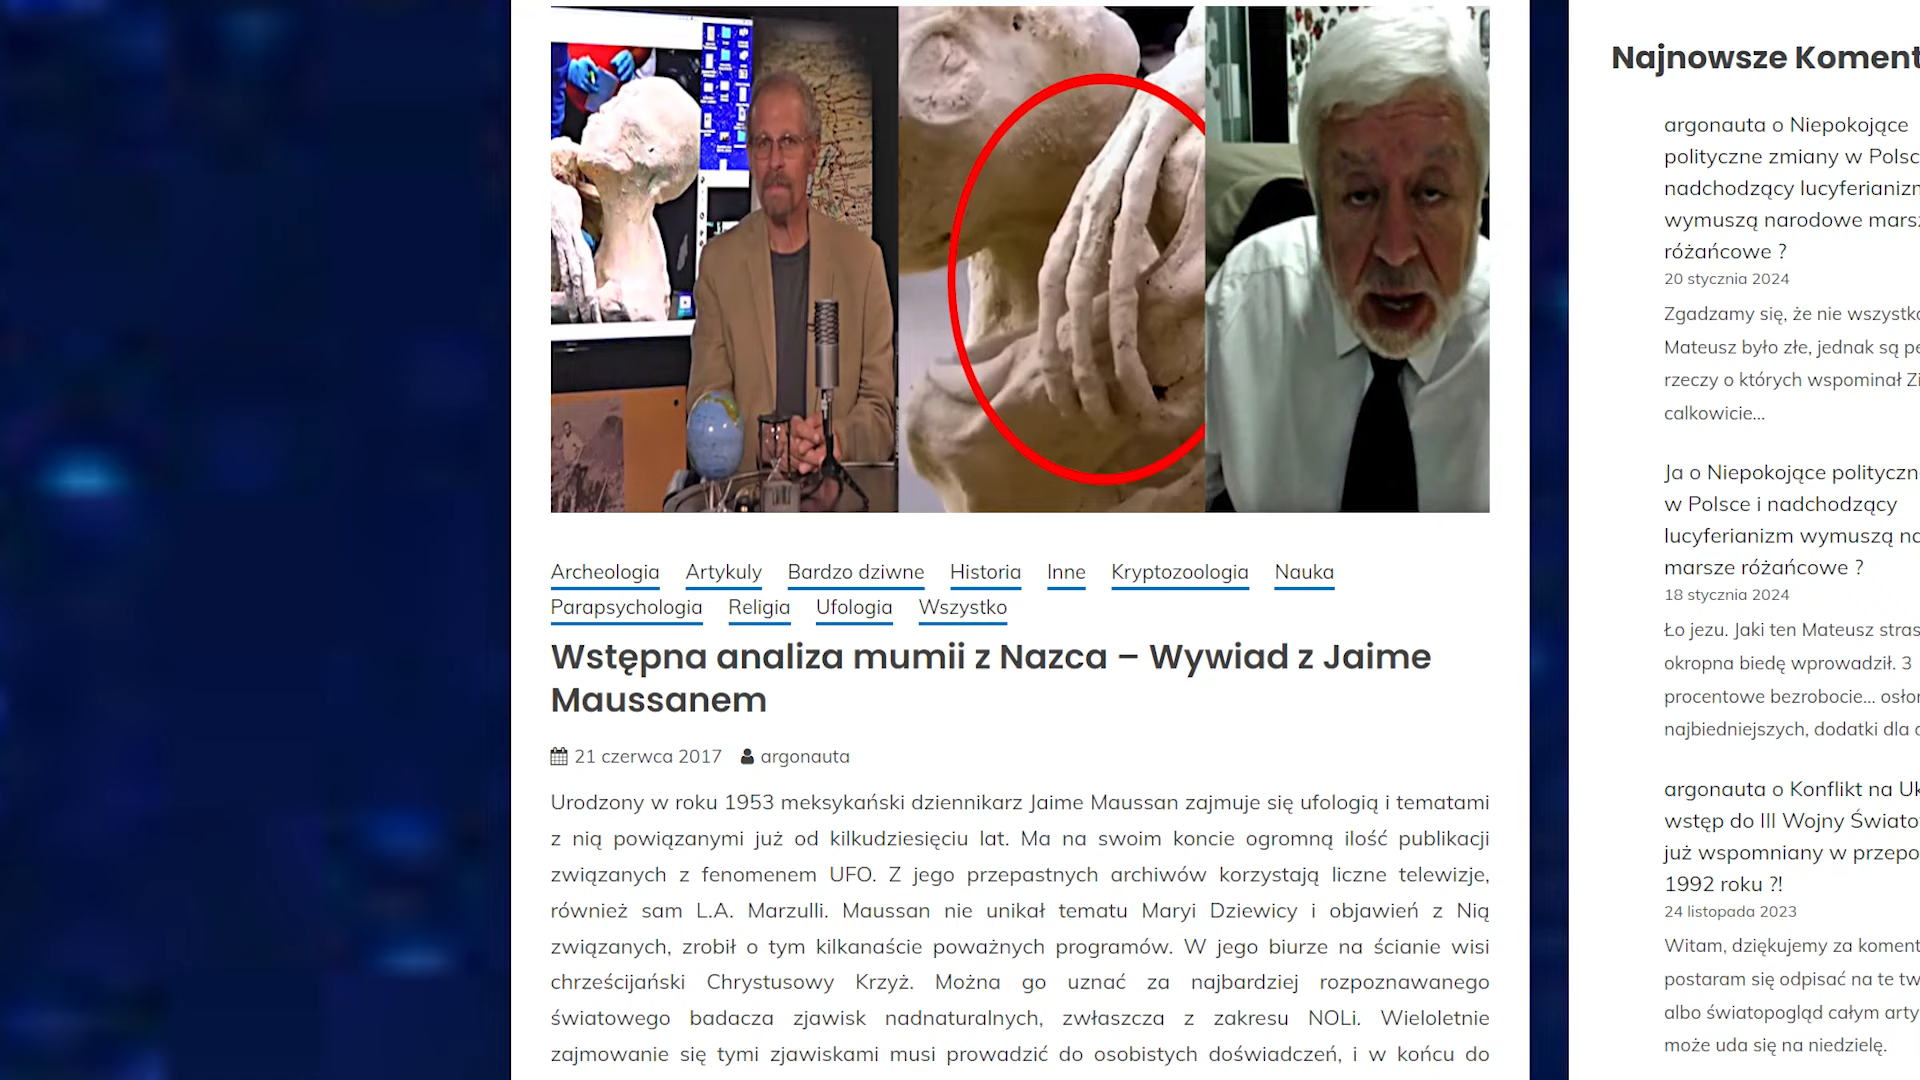 Archeologia Artykuly Bardzo dziwne Historia Inne Kryptozoologia Nauka
Parapsychologia Religia Ufologia Wszystko
Wstępna analiza mumii z Nazca – Wywiad z Jaime
Maussanem
21 czerwca 2017 argonauta
Urodzony w roku 1953 meksykański dziennikarz Jaime Maussan zajmuje się ufologią i tematami
z nią powiązanymi już od kilkudziesięciu lat. Ma na swoim koncie ogromną ilość publikacji
związanych z fenomenem UFO. Z jego przepastnych archiwów korzystają liczne telewizje,
również sam L.A. Marzulli. Maussan nie unikał tematu Maryi Dziewicy i objawień z Nią
związanych, zrobił o tym kilkanaście poważnych programów. W jego biurze na ścianie wisi
chrześcijański Chrystusowy Krzyż. Można go uznać za najbardziej rozpoznawanego
światowego badacza zjawisk nadnaturalnych, zwłaszcza z zakresu NOLi. Wieloletnie
zajmowanie się tymi zjawiskami musi prowadzić do osobistych doświadczeń, i w końcu do
Najnowsze Koment
argonauta o Niepokojące
polityczne zmiany w Polsc
nadchodzący lucyferianizm
wymuszą narodowe mars
różańcowe ?
20 stycznia 2024
Zgadzamy się, że nie wszystko
Mateusz było złe, jednak są pe
rzeczy o których wspominał Zi
calkowicie...
Ja o Niepokojące polityczn
w Polsce i nadchodzący
lucyferianizm wymuszą na
marsze różańcowe ?
18 stycznia 2024
Ło jezu. Jaki ten Mateusz stras
okropna biedę wprowadził. 3
procentowe bezrobocie... osło
najbiedniejszych, dodatki dla
argonauta o Konflikt na Uk
wstęp do III Wojny Świato
już wspomniany w przepo
1992 roku ?!
24 listopada 2023
Witam, dziękujemy za koment
postaram się odpisać na te tw
albo światopogląd całym arty
może uda się na niedzielę.